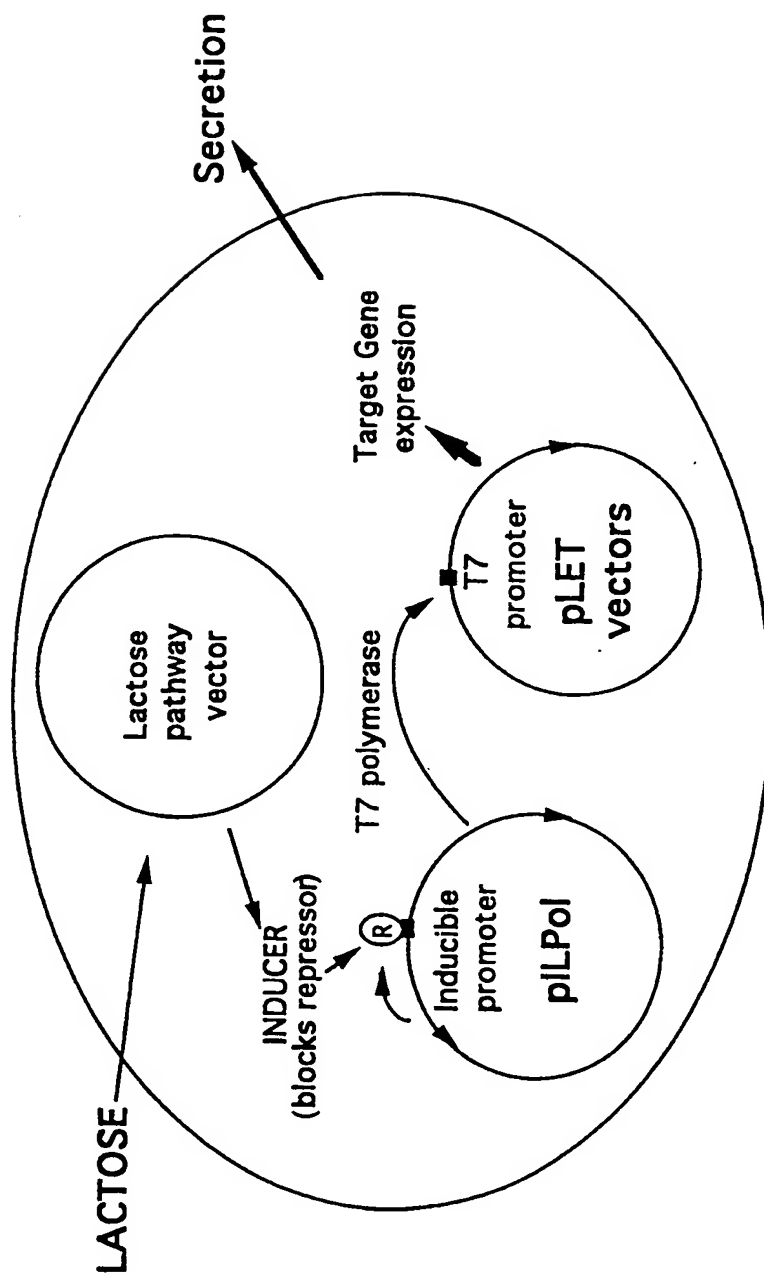 LACTOSE
Lactose
pathway
vector
INDUCER
(blocks repressor)
R
Inducible
promoter
pILPol
T7 polymerase
T7
promoter
pLET
vectors
Target Gene
expression
Secretion